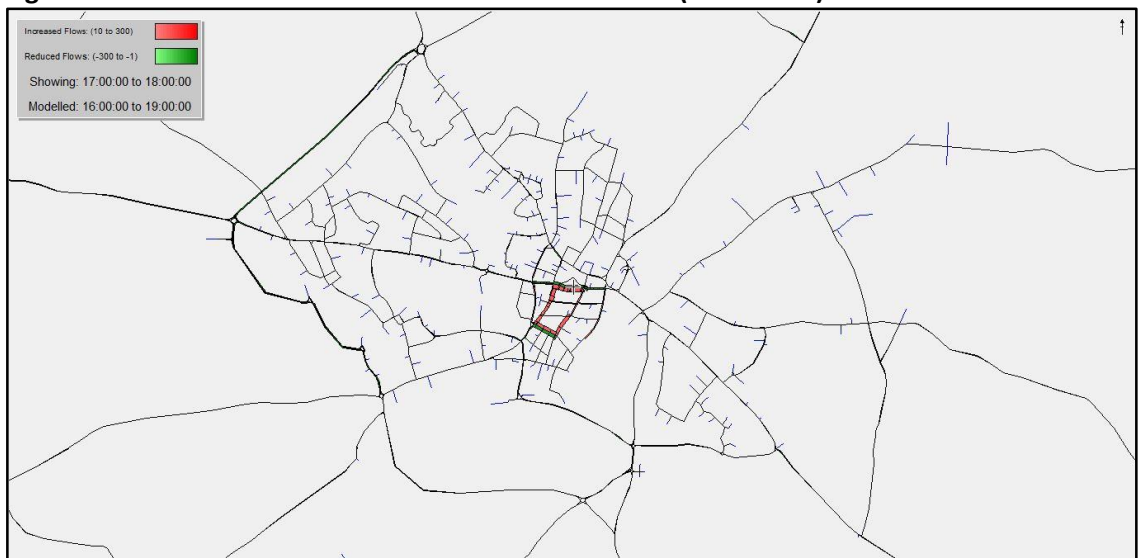 Increased Flows: (10 to 300)
Reduced Flows: (-300 to -1)
Showing: 17:00:00 to 18:00:00
Modelled: 16:00:00 to 19:00:00